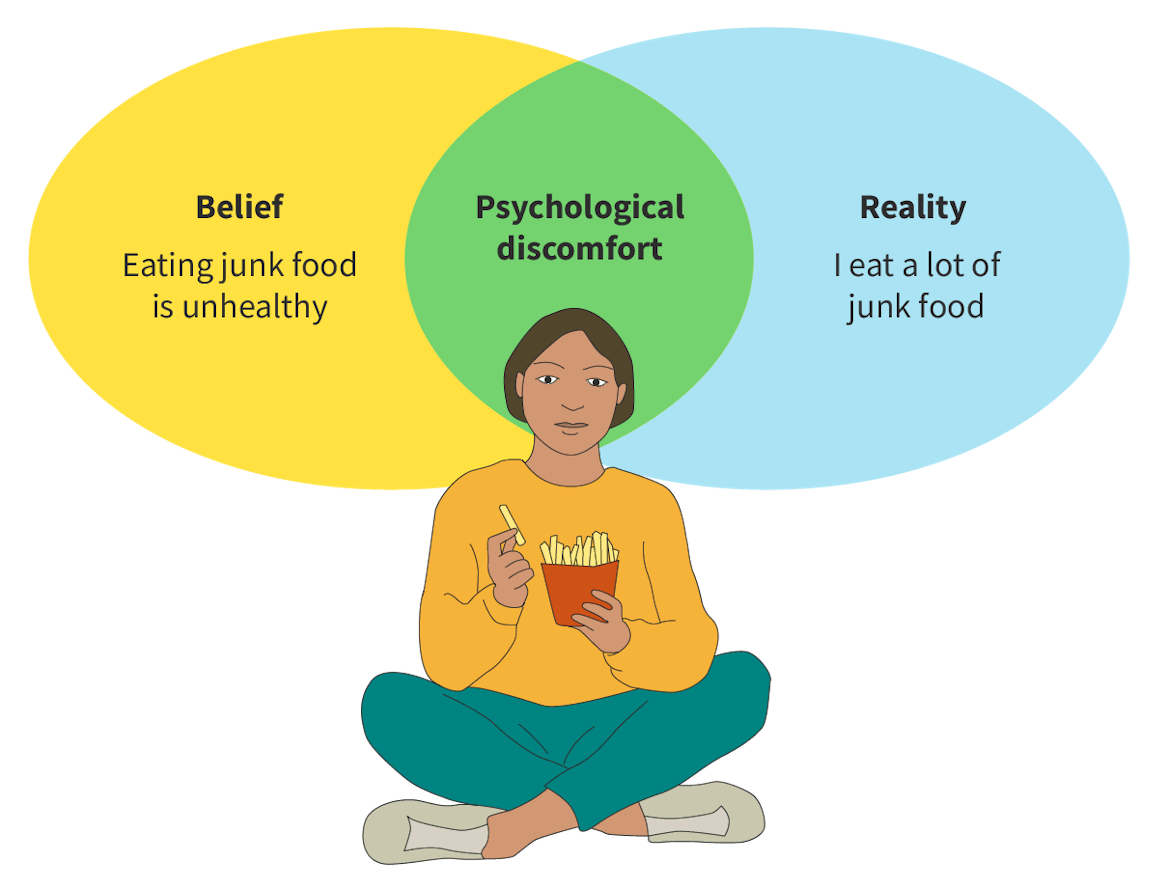 Belief
Eating junk food
is unhealthy
Psychological
discomfort
Reality
I eat a lot of
junk food